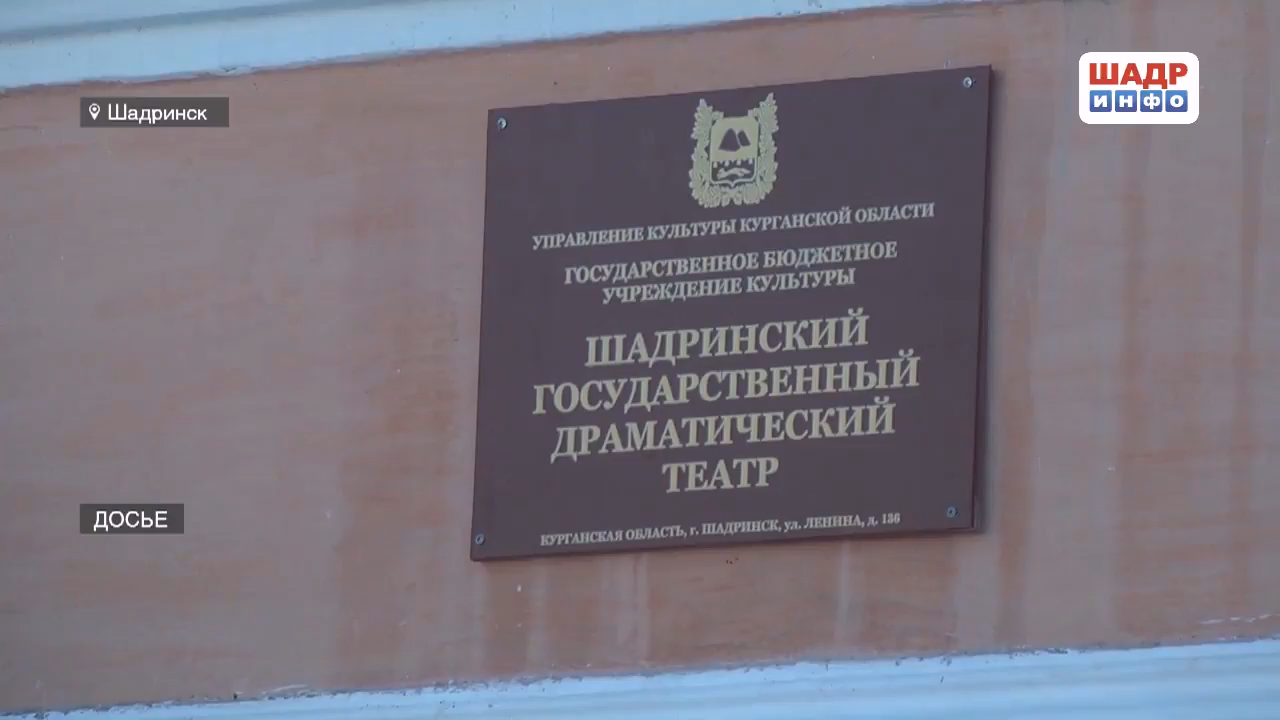 Шадринск
ШАДР
ИНФО
УПРАВЛЕНИЕ КУЛЬТУРЫ КУРГАНСКОЙ ОБЛАСТИ
ГОСУДАРСТВЕННОЕ БЮДЖЕТНОЕ
УЧРЕЖДЕНИЕ КУЛЬТУРЫ
ШАДРИНСКИЙ
ГОСУДАРСТВЕННЫЙ
ДРАМАТИЧЕСКИЙ
ТЕАТР
ДОСЬЕ
КУРГАНСКАЯ ОБЛАСТЬ, г. ШАДРИНСК, ул. ЛЕНИНА, д. 136